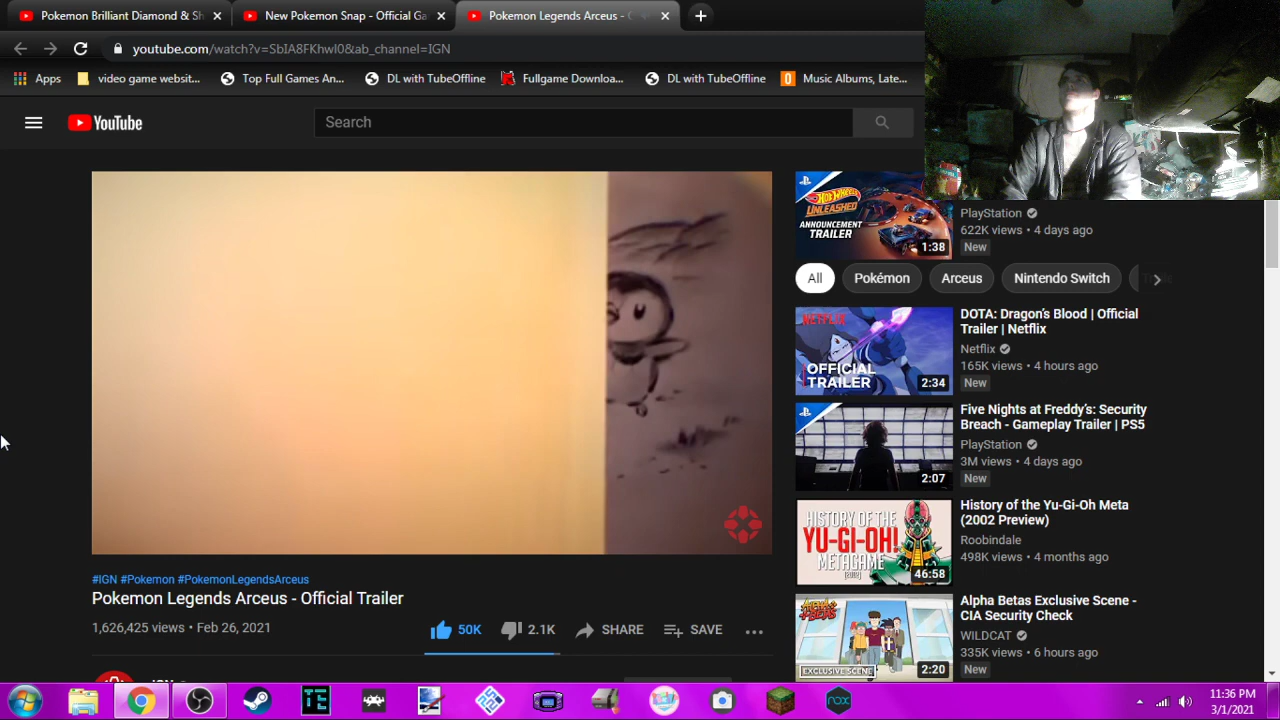 Pokemon Brilliant Diamond & Sh
New Pokemon Snap - Official Ga
Pokemon Legends Arceus -
youtube.com/watch?v=SbIA8FKhwI0&ab_channel=IGN
Apps
video game websit...
Top Full Games An...
DL with TubeOffline
Fullgame Downloa...
DL with TubeOffline
Music Albums, Late...
YouTube
Search
HOT WHEELS
UNLEASHED
ANNOUNCEMENT
TRAILER
1:38
PlayStation
622K views • 4 days ago
New
All
Pokémon
Arceus
Nintendo Switch
NETFLIX
OFFICIAL
TRAILER
2:34
DOTA: Dragon's Blood | Official
Trailer | Netflix
Netflix
165K views • 4 hours ago
New
2:07
Five Nights at Freddy's: Security
Breach - Gameplay Trailer | PS5
PlayStation
3M views • 4 days ago
New
HISTORY OF THE
YU-GI-OH!
METAGAME
46:58
History of the Yu-Gi-Oh Meta
(2002 Preview)
Roobindale
498K views • 4 months ago
ALPHA BETAS
EXCLUSIVE SCENE
2:20
Alpha Betas Exclusive Scene -
CIA Security Check
WILDCAT
335K views • 6 hours ago
New
#IGN #Pokemon #PokemonLegendsArceus
Pokemon Legends Arceus - Official Trailer
1,626,425 views • Feb 26, 2021
50K
2.1K
SHARE
SAVE
nox
11:36 PM
3/1/2021